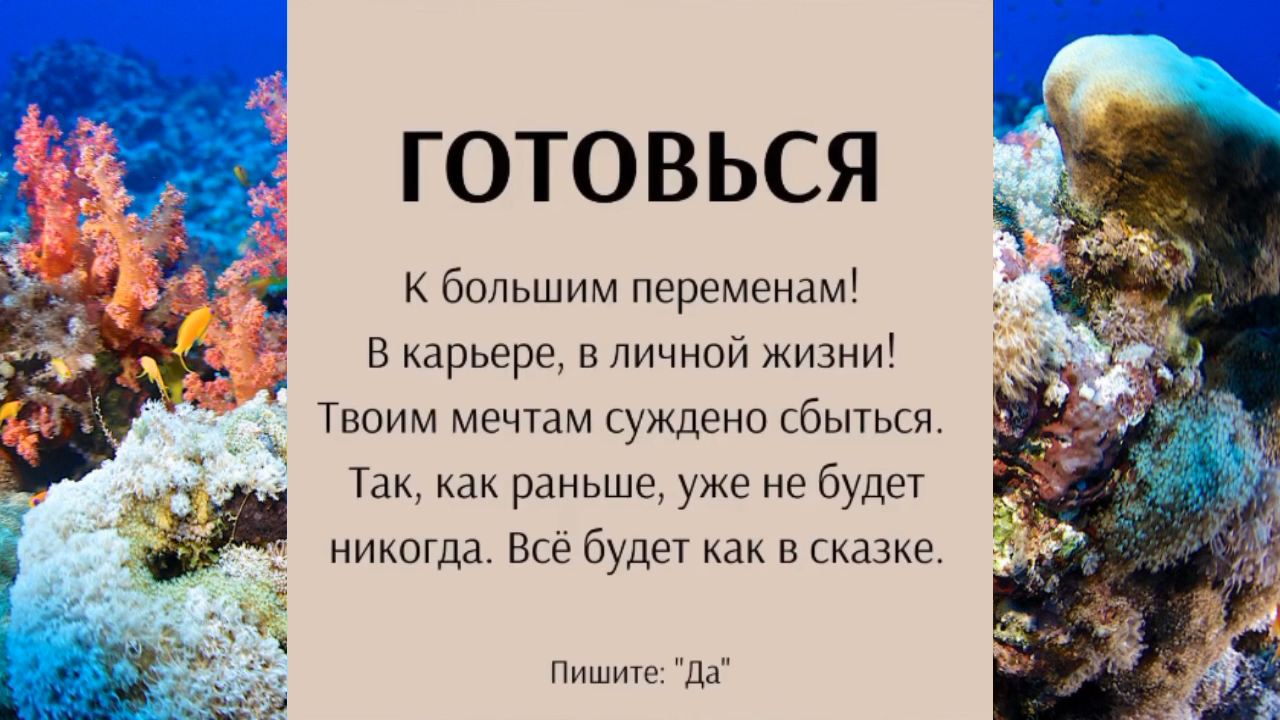 ГОТОВЬСЯ
К большим переменам!
В карьере, в личной жизни!
Твоим мечтам суждено сбыться.
Так, как раньше, уже не будет
никогда. Всё будет как в сказке.
Пишите: "Да"